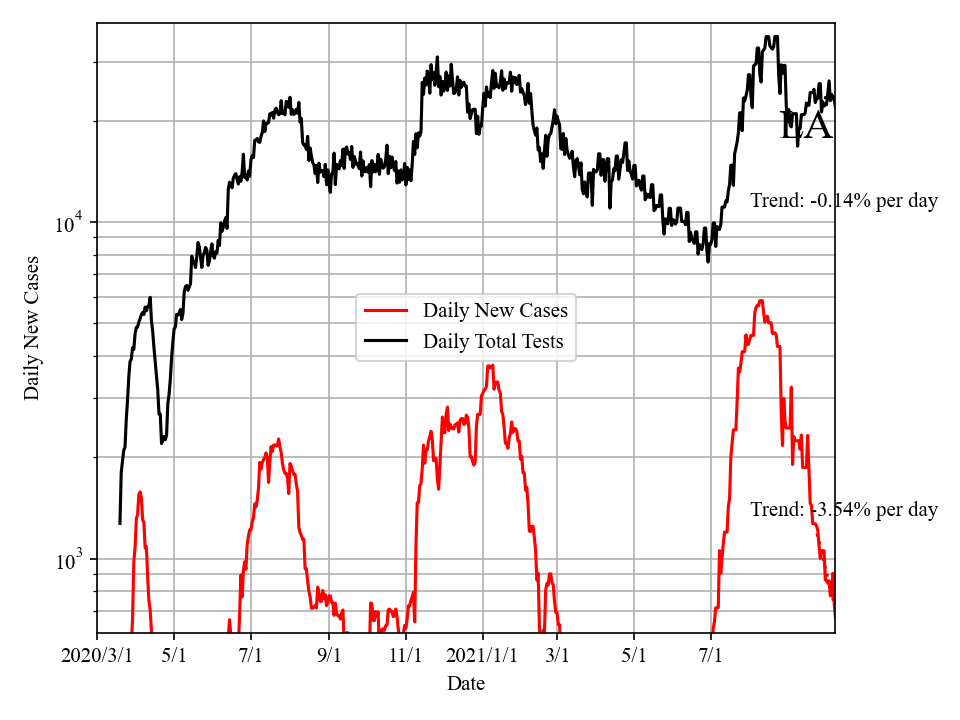 LA
10^4
Trend: -0.14% per day
Daily New Cases
Daily New Cases
Daily Total Tests
Trend: -3.54% per day
10^3
2020/3/1 5/1 7/1 9/1 11/1 2021/1/1 3/1 5/1 7/1
Date